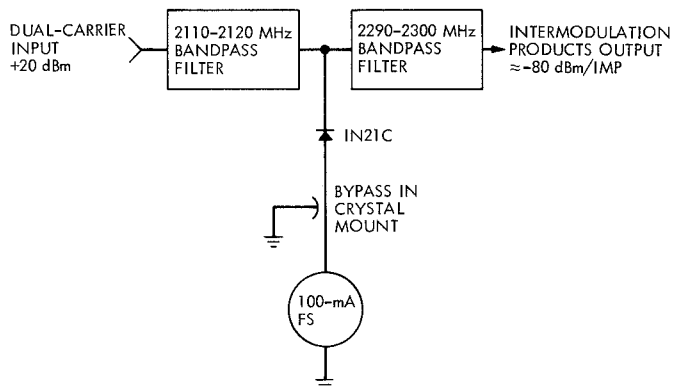 DUAL-CARRIER
INPUT
+20 dBm
2110-2120 MHz
BANDPASS
FILTER
2290-2300 MHz
BANDPASS
FILTER
INTERMODULATION
PRODUCTS OUTPUT
≈-80 dBm/IMP
IN21C
BYPASS IN
CRYSTAL
MOUNT
100-mA
FS